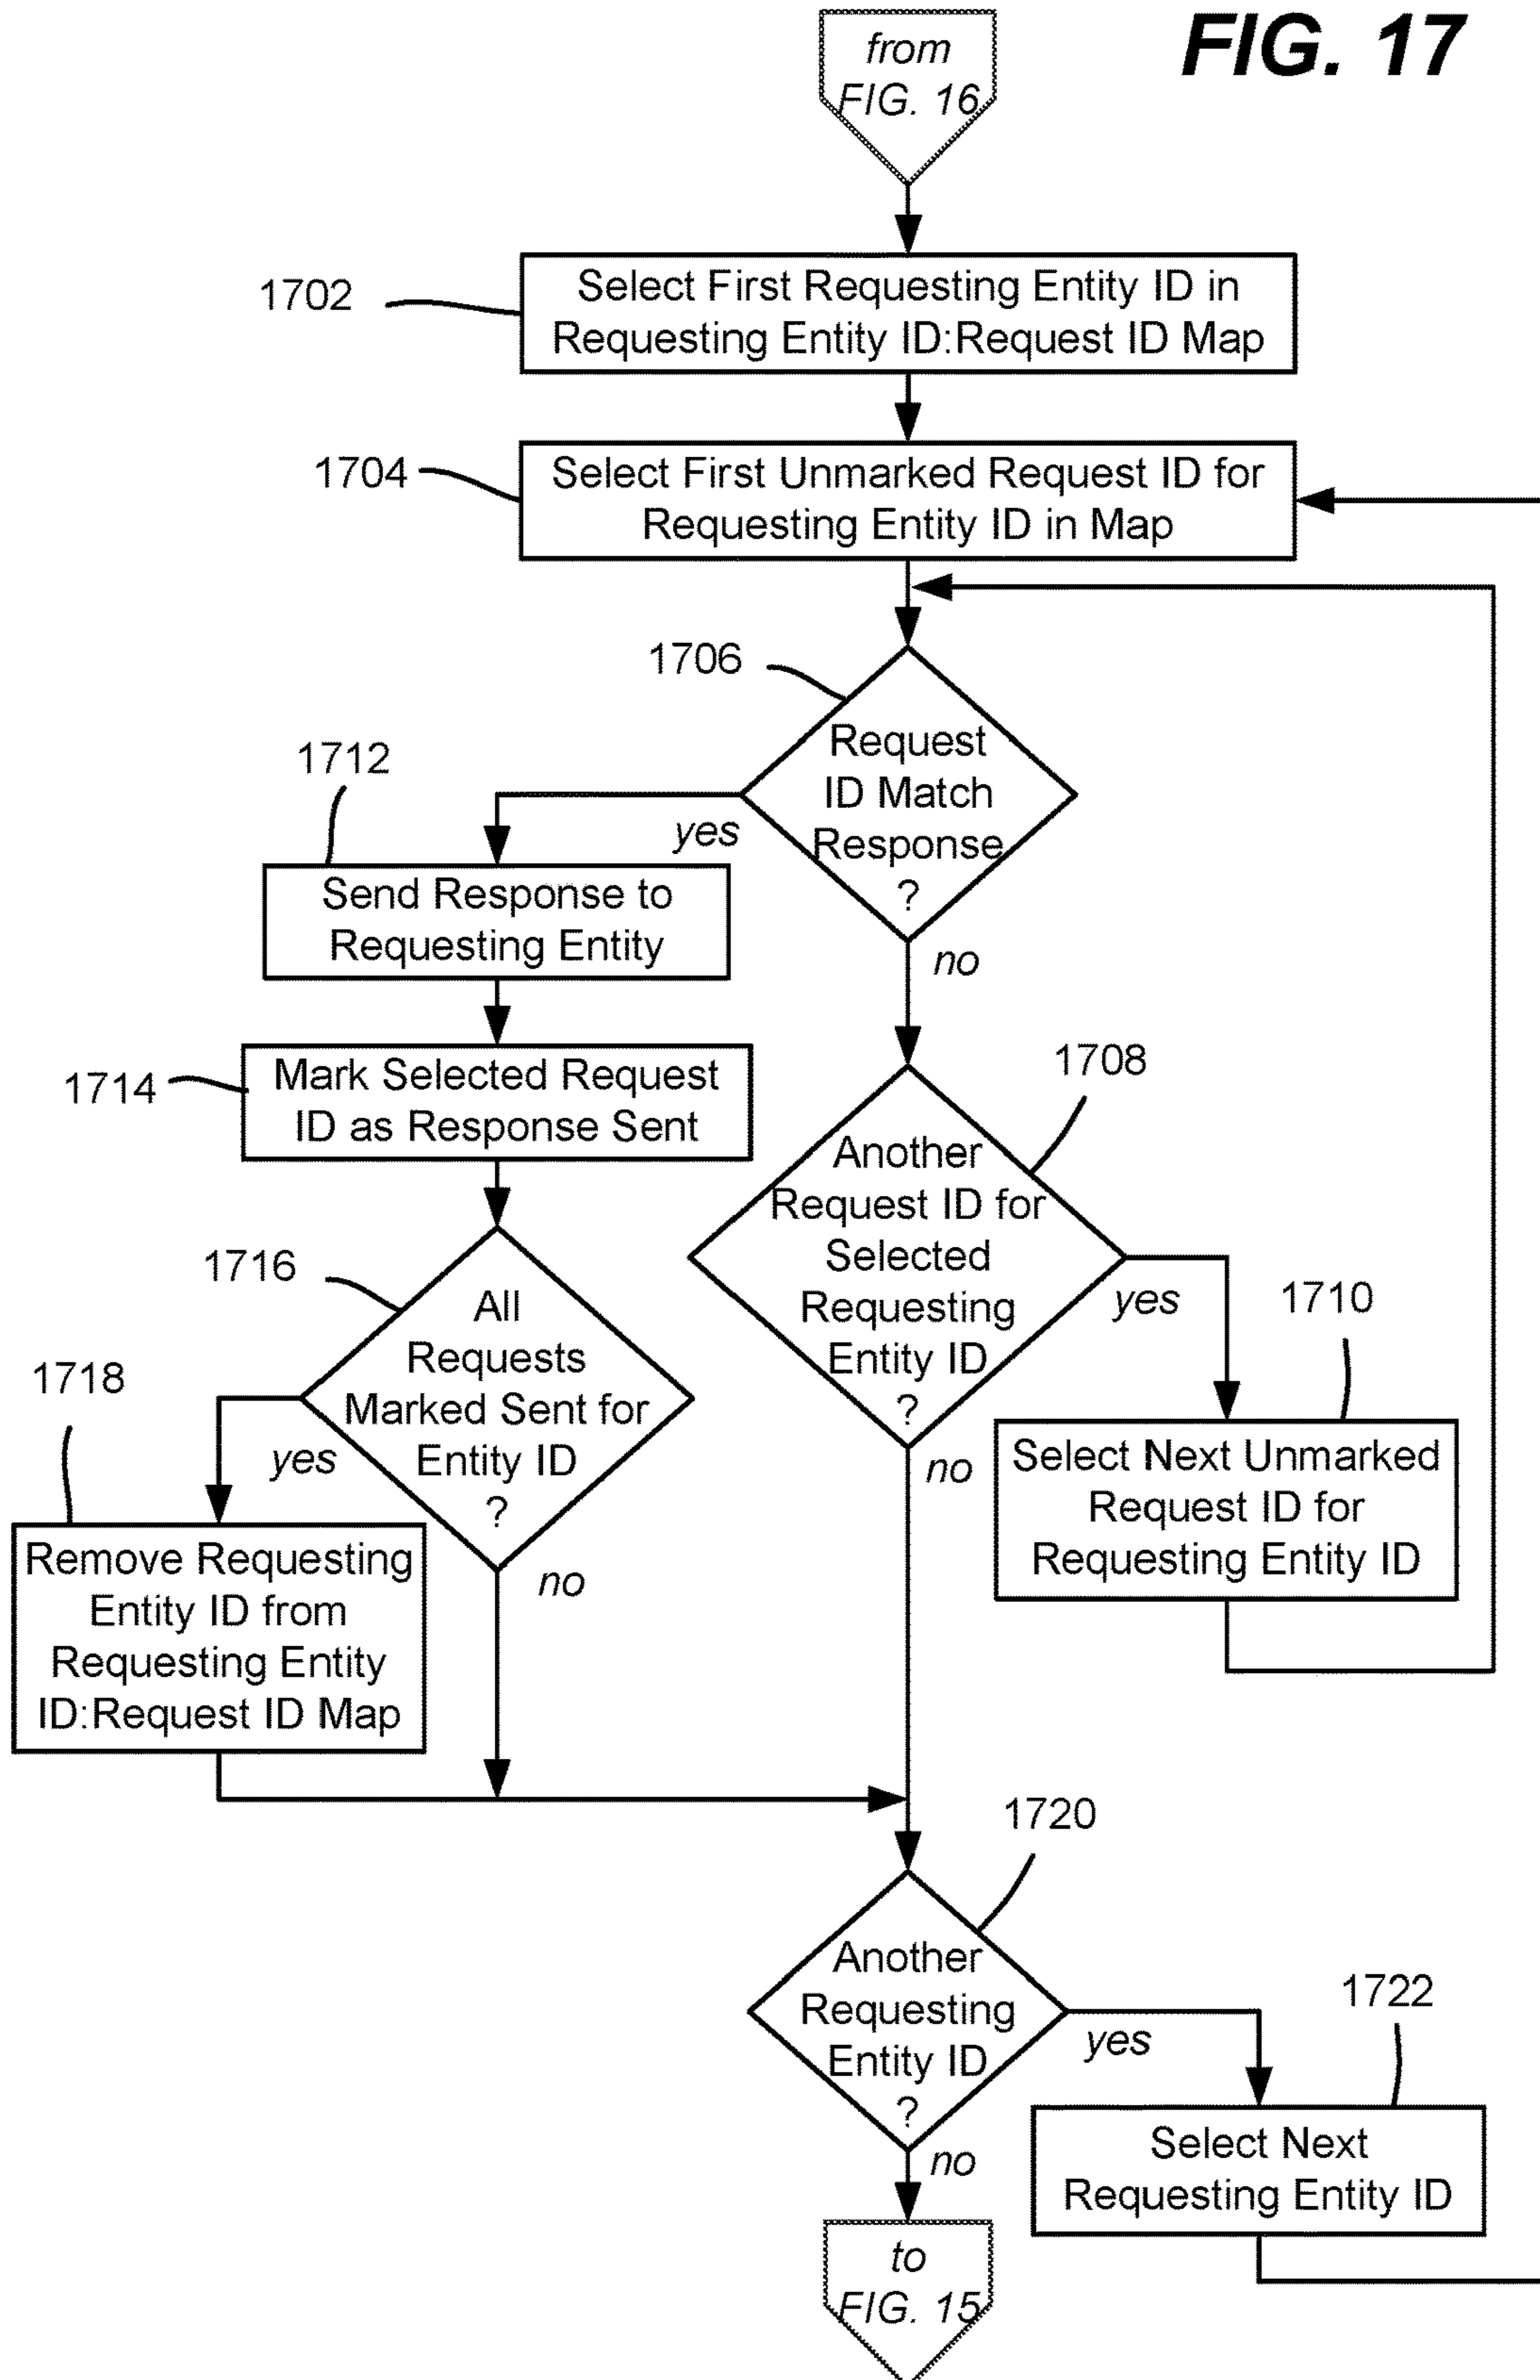 FIG. 17
from
FIG. 16
1702
Select First Requesting Entity ID in
Requesting Entity ID:Request ID Map
1704
Select First Unmarked Request ID for
Requesting Entity ID in Map
1706
Request
ID Match
Response
?
yes
no
1712
Send Response to
Requesting Entity
1714
Mark Selected Request
ID as Response Sent
1708
Another
Request ID for
Selected
Requesting
Entity ID
?
yes
no
1710
Select Next Unmarked
Request ID for
Requesting Entity ID
1716
All
Requests
Marked Sent for
Entity ID
?
yes
no
1718
Remove Requesting
Entity ID from
Requesting Entity
ID:Request ID Map
1720
Another
Requesting
Entity ID
?
yes
no
1722
Select Next
Requesting Entity ID
to
FIG. 15